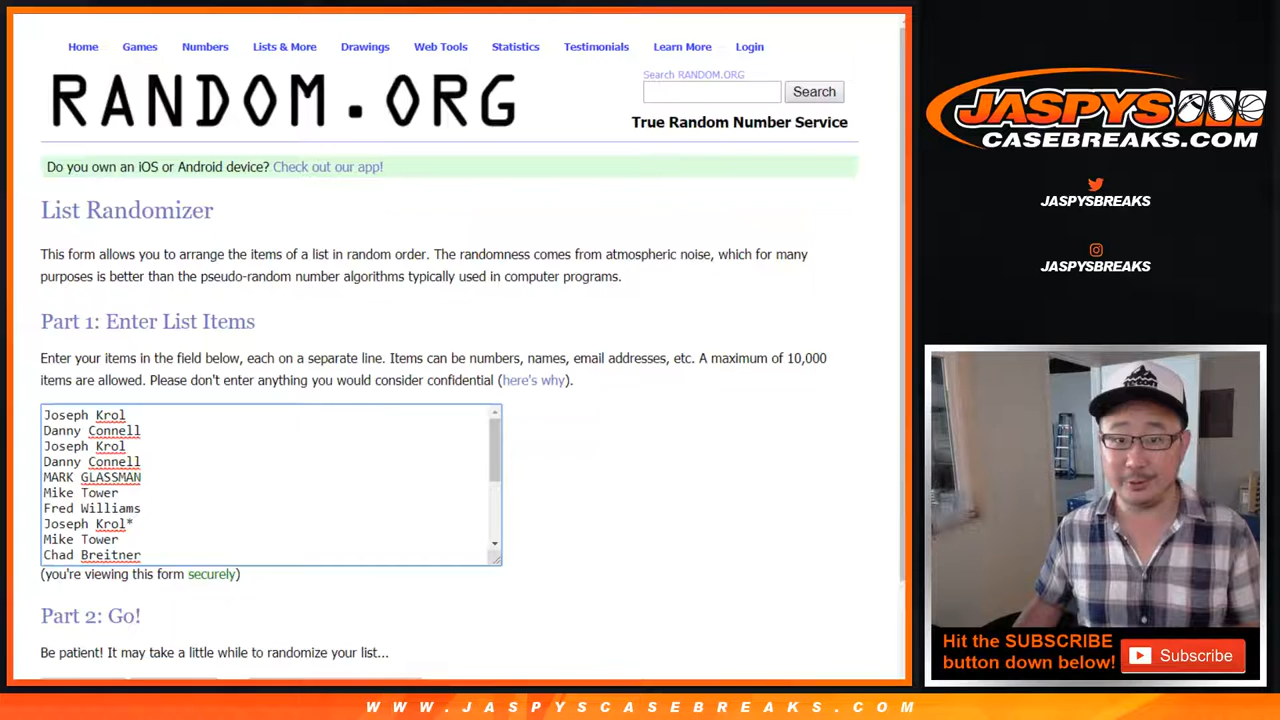 Home Games Numbers Lists & More Drawings Web Tools Statistics Testimonials Learn More Login
RANDOM.ORG
Search RANDOM.ORG
Search
True Random Number Service
Do you own an iOS or Android device? Check out our app!
List Randomizer
This form allows you to arrange the items of a list in random order. The randomness comes from atmospheric noise, which for many
purposes is better than the pseudo-random number algorithms typically used in computer programs.
Part 1: Enter List Items
Enter your items in the field below, each on a separate line. Items can be numbers, names, email addresses, etc. A maximum of 10,000
items are allowed. Please don't enter anything you would consider confidential (here's why).
Joseph Krol
Danny Connell
Joseph Krol
Danny Connell
MARK GLASSMAN
Mike Tower
Fred Williams
Joseph Krol*
Mike Tower
Chad Breitner
(you're viewing this form securely)
Part 2: Go!
Be patient! It may take a little while to randomize your list...
JASPYS
CASEBREAKS.COM
JASPYSBREAKS
JASPYSBREAKS
Hit the SUBSCRIBE
button down below!
Subscribe
WWW.JASPYSCASEBREAKS.COM